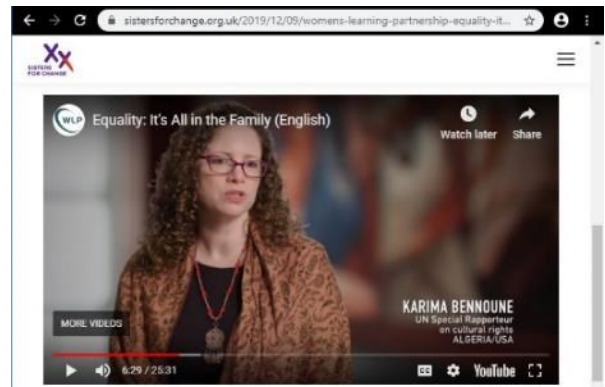 sistersforchange.org.uk/2019/12/09/womens-learning-partnership-equality-it...
XX
SISTERS
FOR CHANGE
WLP
Equality: It's All in the Family (English)
Watch later
Share
KARIMA BENNOUNE
UN Special Rapporteur
on cultural rights
ALGERIA/USA
MORE VIDEOS
6:29 / 25:31
CC
YouTube